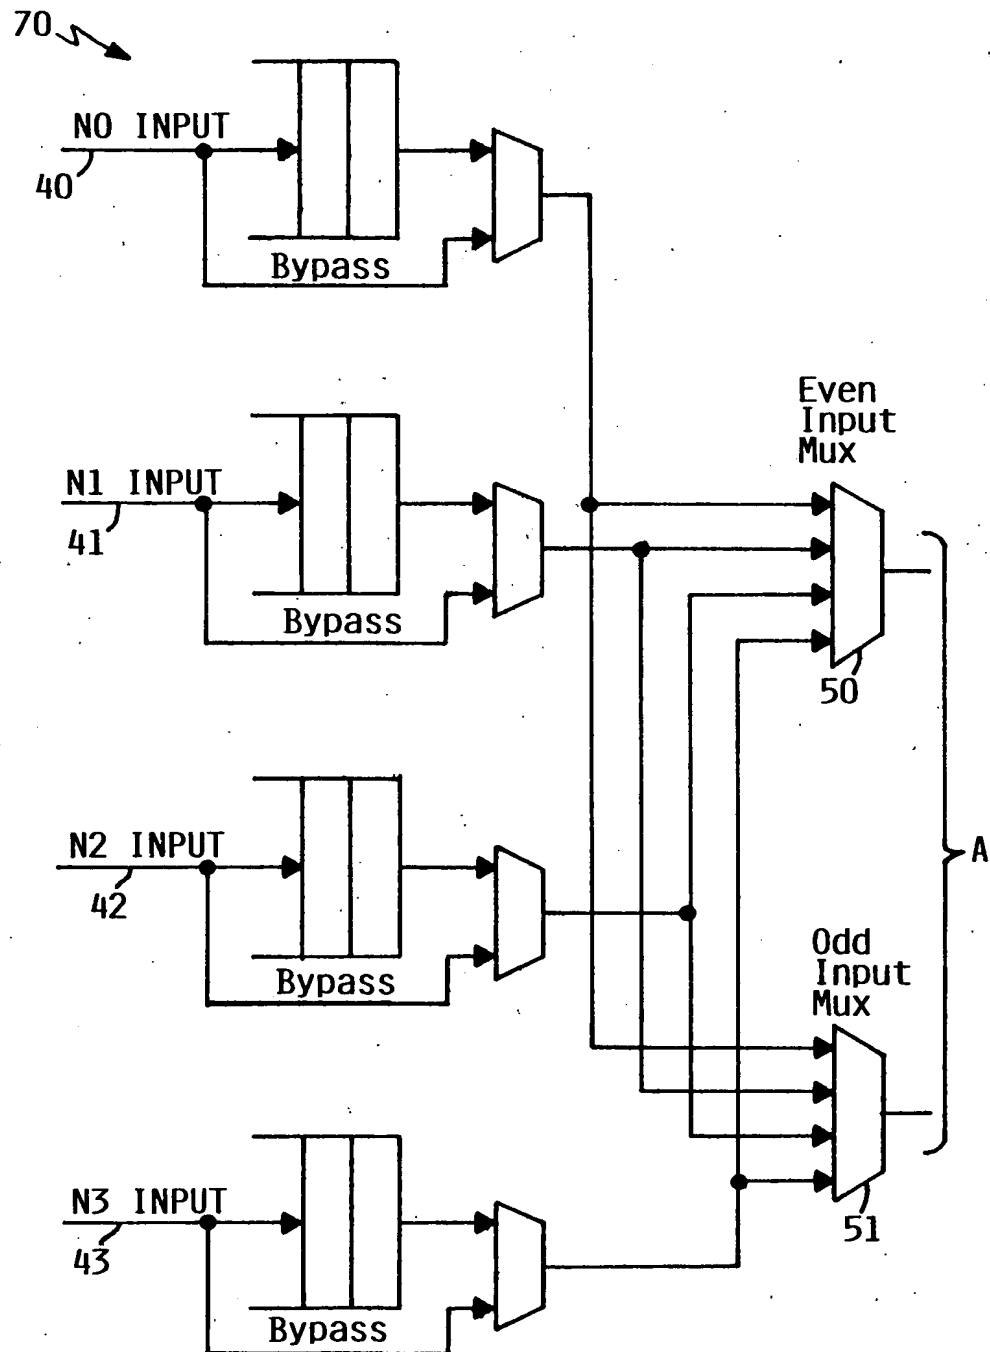 70
N0 INPUT
40
Bypass
Even
Input
Mux
N1 INPUT
41
Bypass
50
A
N2 INPUT
42
Bypass
Odd
Input
Mux
N3 INPUT
43
51
Bypass